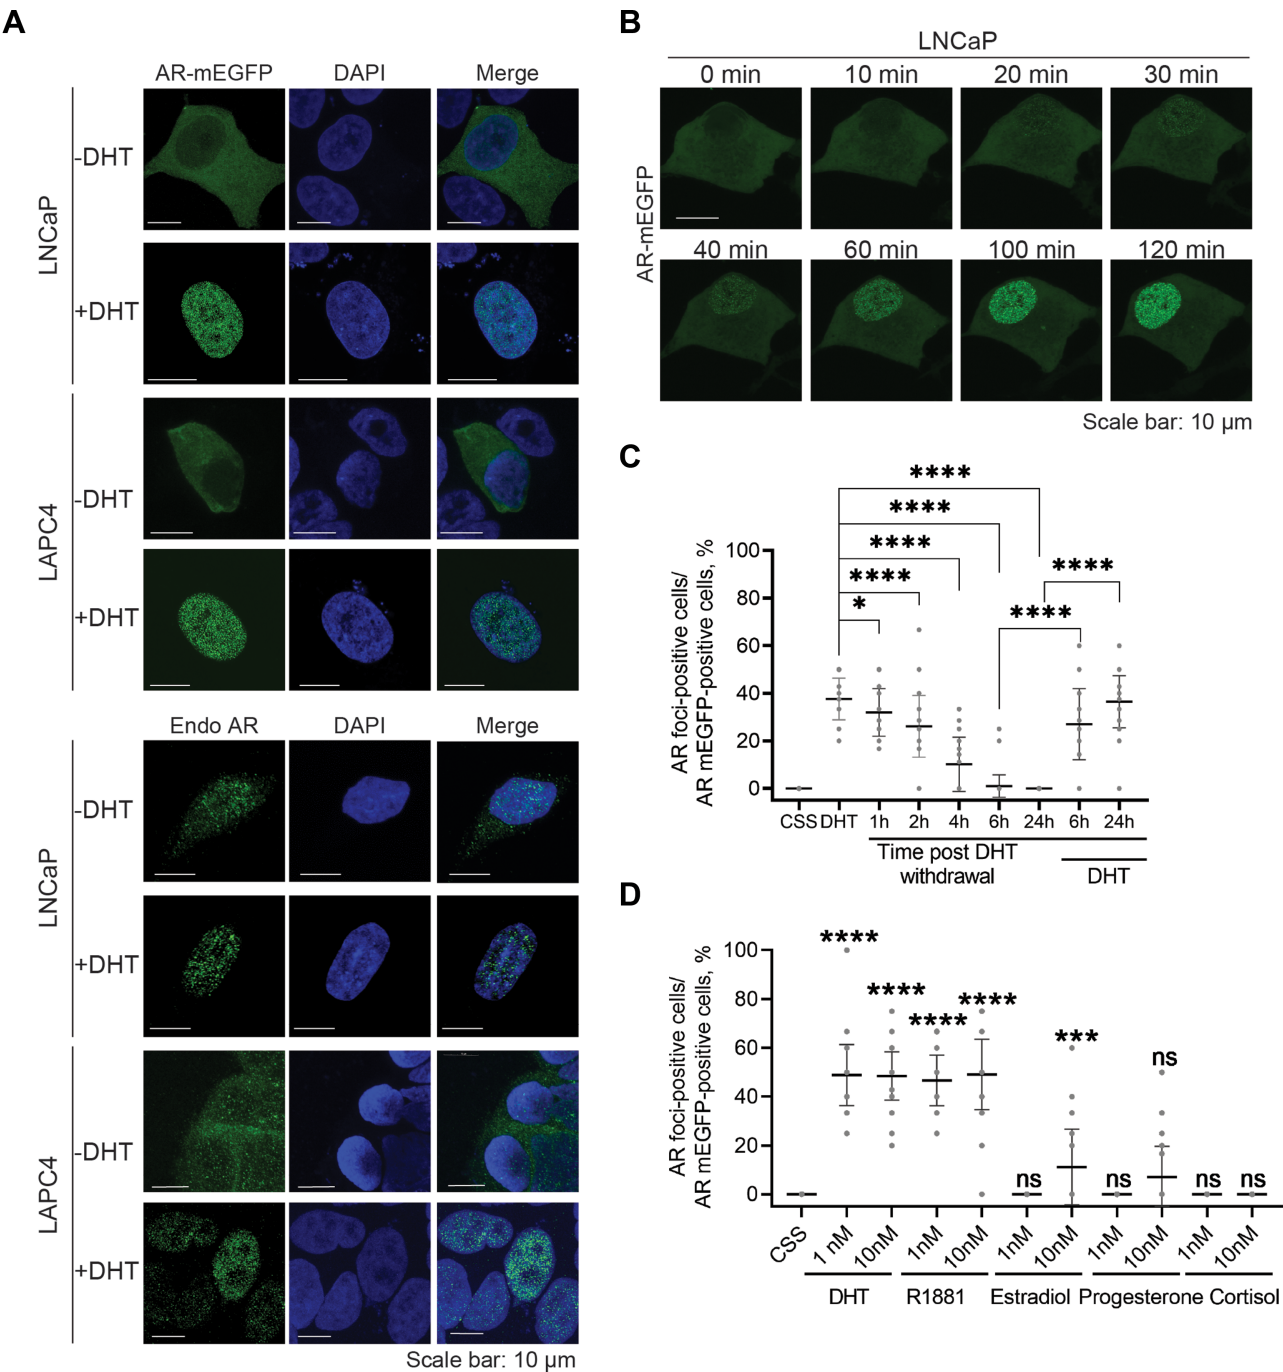 A
AR-mEGFP DAPI Merge
LNCaP
-DHT
+DHT
LAPC4
-DHT
+DHT
Endo AR DAPI Merge
LNCaP
-DHT
+DHT
LAPC4
-DHT
+DHT
Scale bar: 10 µm
B
LNCaP
AR-mEGFP
0 min 10 min 20 min 30 min
40 min 60 min 100 min 120 min
Scale bar: 10 µm
C
AR foci-positive cells/
AR mEGFP-positive cells, %
100
80
60
40
20
0
****
****
****
****
*
****
****
CSS DHT 1h 2h 4h 6h 24h 6h 24h
Time post DHT
withdrawal
DHT
D
AR foci-positive cells/
AR mEGFP-positive cells, %
100
80
60
40
20
0
**** **** **** **** ns *** ns ns ns ns
CSS 1 nM 10nM 1nM 10nM 1nM 10nM 1nM 10nM 1nM 10nM
DHT R1881 Estradiol Progesterone Cortisol